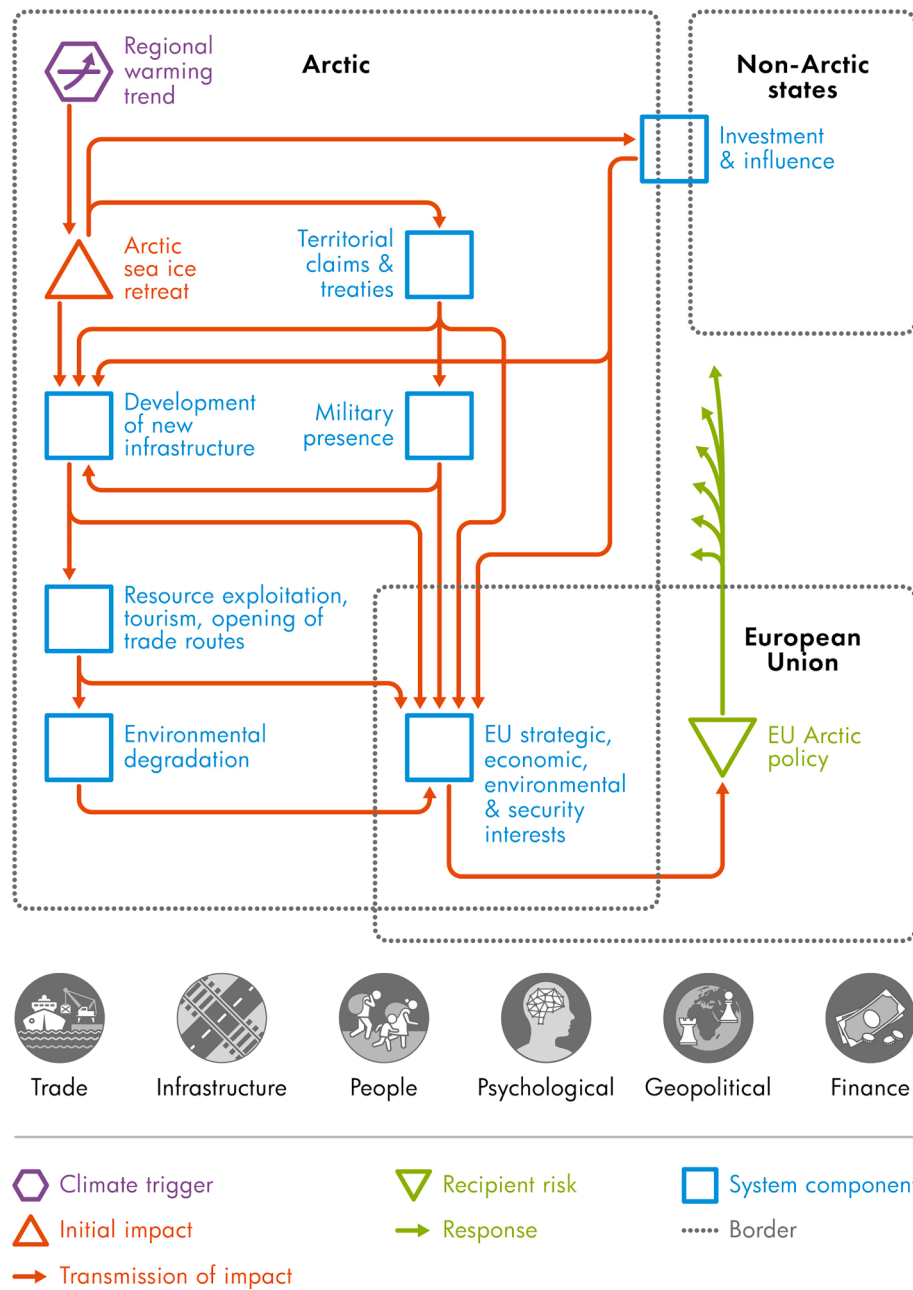 Regional
warming
trend
Arctic
Non-Arctic
states
Investment
& influence
Arctic
sea ice
retreat
Territorial
claims &
treaties
Development
of new
infrastructure
Military
presence
Resource exploitation,
tourism, opening of
trade routes
European
Union
Environmental
degradation
EU strategic,
economic,
environmental
& security
interests
EU Arctic
policy
Trade
Infrastructure
People
Psychological
Geopolitical
Finance
Climate trigger
Recipient risk
System component
Initial impact
Response
Border
Transmission of impact